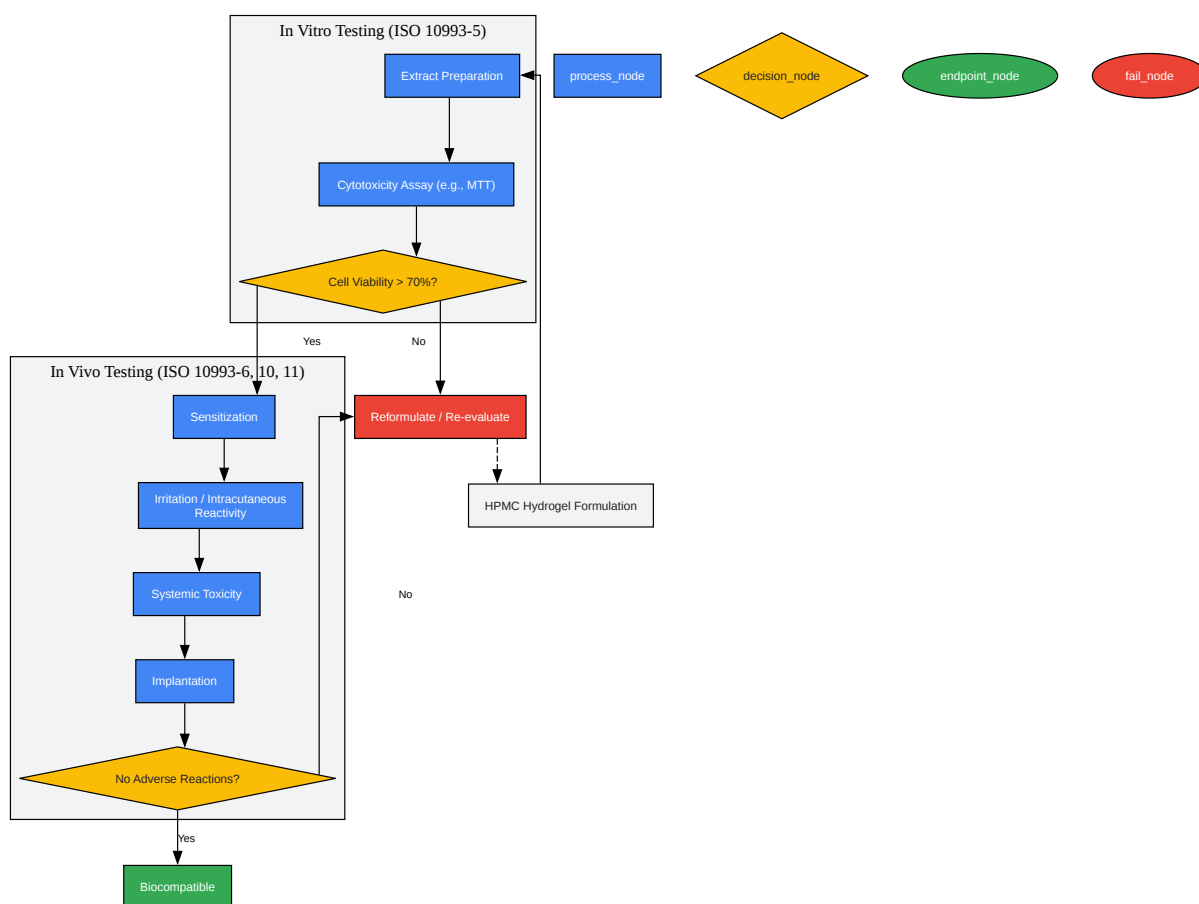 In Vitro Testing (ISO 10993-5)
Extract Preparation
process_node
decision_node
endpoint_node
fail_node
Cytotoxicity Assay (e.g., MTT)
Cell Viability > 70%?
Yes
No
In Vivo Testing (ISO 10993-6, 10, 11)
Sensitization
Reformulate / Re-evaluate
Irritation / Intracutaneous
Reactivity
HPMC Hydrogel Formulation
Systemic Toxicity
No
Implantation
No Adverse Reactions?
Yes
Biocompatible